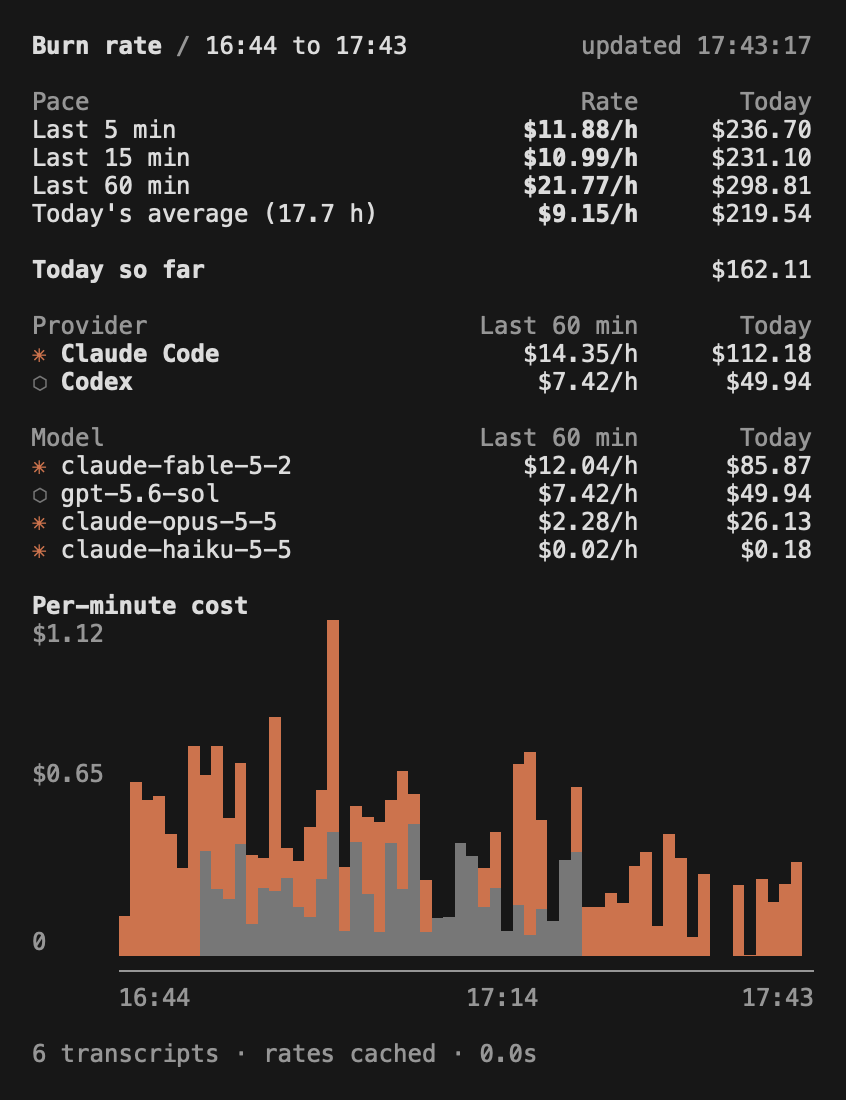 Burn rate / 16:44 to 17:43 updated 17:43:17
Pace Rate Today
Last 5 min $11.88/h $236.70
Last 15 min $10.99/h $231.10
Last 60 min $21.77/h $298.81
Today's average (17.7 h) $9.15/h $219.54
Today so far $162.11
Provider Last 60 min Today
✳ Claude Code $14.35/h $112.18
⬡ Codex $7.42/h $49.94
Model Last 60 min Today
✳ claude-fable-5-2 $12.04/h $85.87
⬡ gpt-5.6-sol $7.42/h $49.94
✳ claude-opus-5-5 $2.28/h $26.13
✳ claude-haiku-5-5 $0.02/h $0.18
Per-minute cost
$1.12
$0.65
0
16:44 17:14 17:43
6 transcripts · rates cached · 0.0s